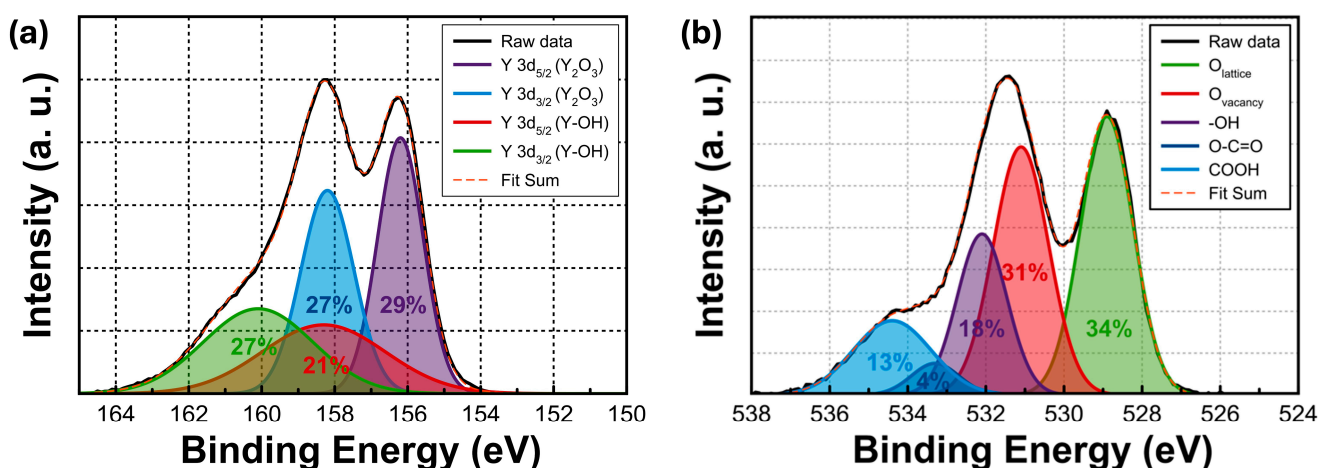 (a)
Raw data
Y 3d5/2 (Y2O3)
Y 3d3/2 (Y2O3)
Y 3d5/2 (Y-OH)
Y 3d3/2 (Y-OH)
Fit Sum
27%
29%
27%
21%
164 162 160 158 156 154 152 150
Binding Energy (eV)
Intensity (a. u.)
(b)
Raw data
Olattice
Ovacancy
-OH
O-C=O
COOH
Fit Sum
31%
18%
34%
13%
4%
538 536 534 532 530 528 526 524
Binding Energy (eV)
Intensity (a. u.)